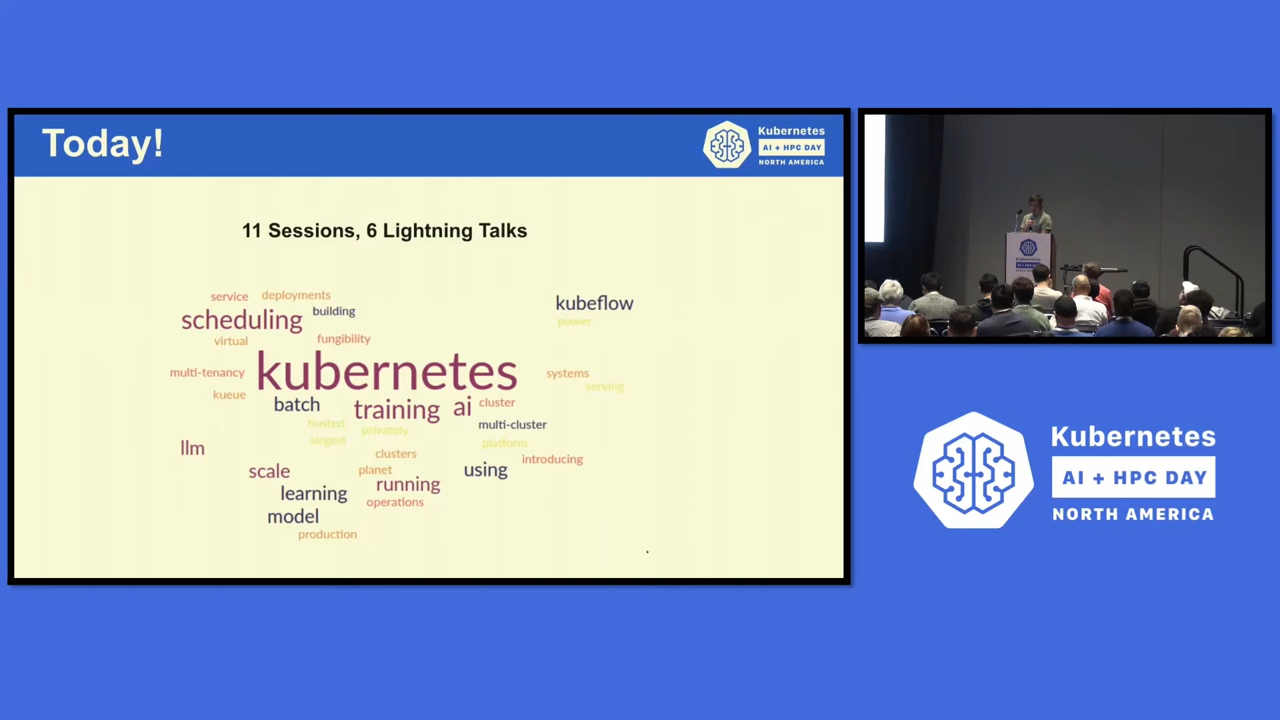 Today!
Kubernetes
AI + HPC DAY
NORTH AMERICA
11 Sessions, 6 Lightning Talks
service deployments
building
kubeflow
scheduling
power
virtual fungibility
multi-tenancy kubernetes systems
serving
kueue
batch training ai cluster
hosted privately multi-cluster
largest platform
llm clusters introducing
scale planet using
learning running
operations
model
production
Kubernetes
AI + HPC DAY
NORTH AMERICA